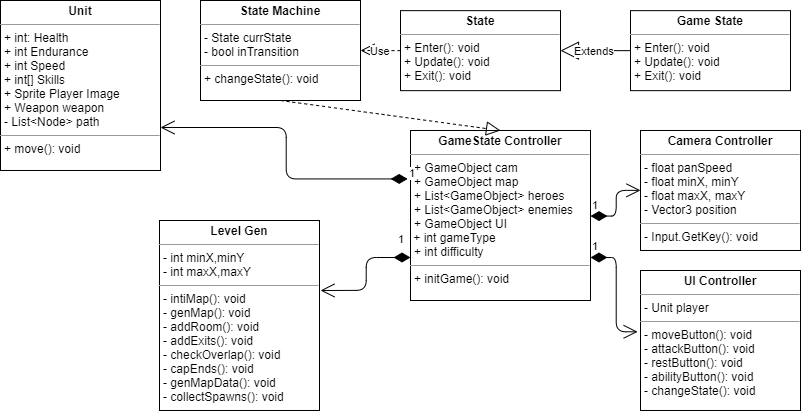 Unit
+ int: Health
+ int Endurance
+ int Speed
+ int[] Skills
+ Sprite Player Image
+ Weapon weapon
- List<Node> path
+ move(): void
State Machine
- State currState
- bool inTransition
+ changeState(): void
Use
State
+ Enter(): void
+ Update(): void
+ Exit(): void
Extends
Game State
+ Enter(): void
+ Update(): void
+ Exit(): void
GameState Controller
+ GameObject cam
+ GameObject map
+ List<GameObject> heroes
+ List<GameObject> enemies
+ GameObject UI
+ int gameType
+ int difficulty
+ initGame(): void
1
1
1
1
Camera Controller
- float panSpeed
- float minX, minY
- float maxX, maxY
- Vector3 position
- Input.GetKey(): void
Level Gen
- int minX,minY
- int maxX,maxY
- intiMap(): void
- genMap(): void
- addRoom(): void
- addExits(): void
- checkOverlap(): void
- capEnds(): void
- genMapData(): void
- collectSpawns(): void
UI Controller
- Unit player
- moveButton(): void
- attackButton(): void
- restButton(): void
- abilityButton(): void
- changeState(): void